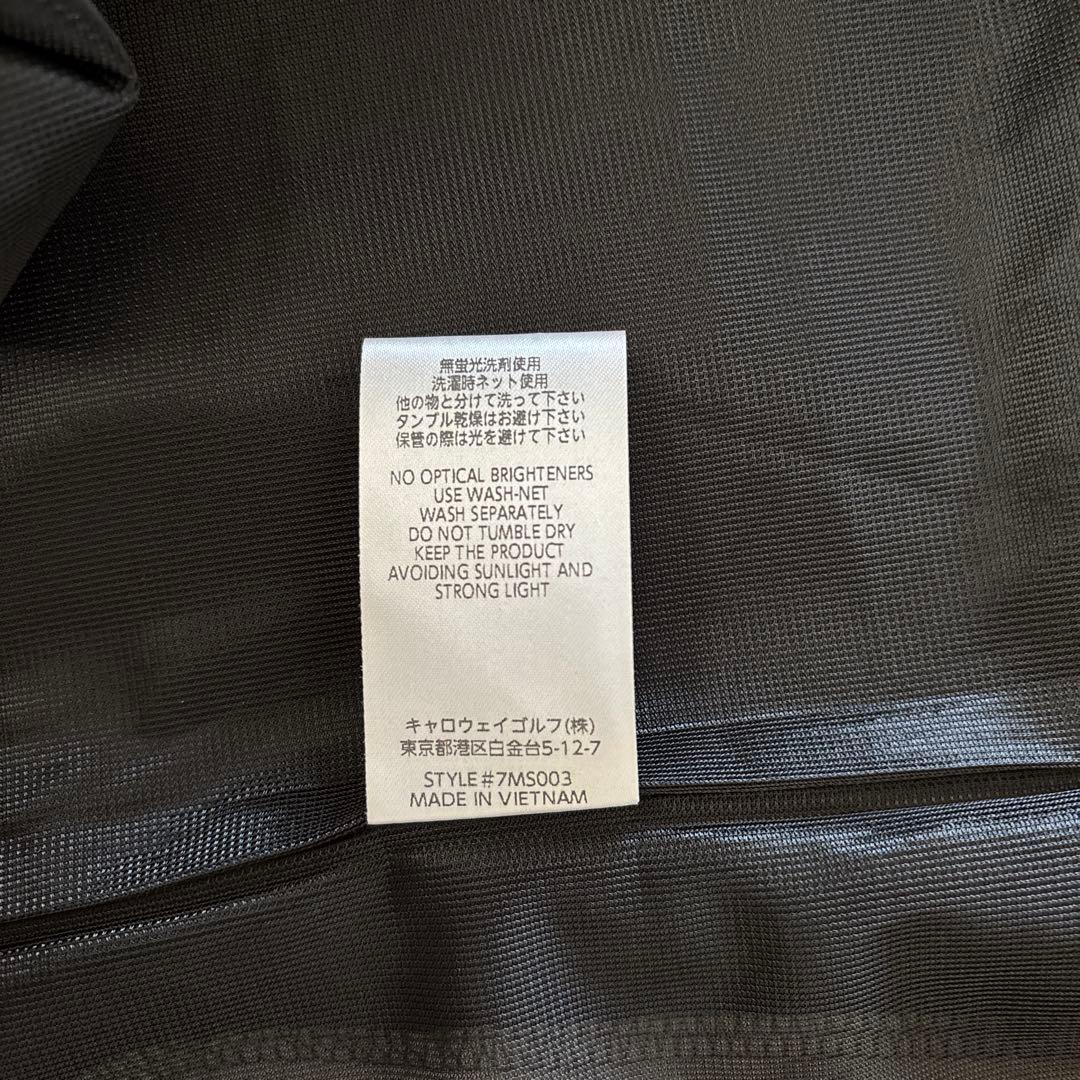 無蛍光洗剤使用
洗濯時ネット使用
他の物と分けて洗って下さい
タンブル乾燥はお避け下さい
保管の際は光を避けて下さい
NO OPTICAL BRIGHTENERS
USE WASH-NET
WASH SEPARATELY
DO NOT TUMBLE DRY
KEEP THE PRODUCT
AVOIDING SUNLIGHT AND
STRONG LIGHT
キャロウェイゴルフ(株)
東京都港区白金台5-12-7
STYLE#7MS003
MADE IN VIETNAM